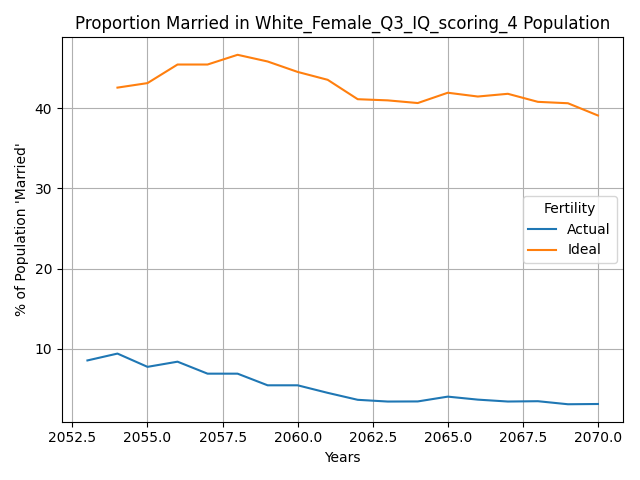 Proportion Married in White_Female_Q3_IQ_scoring_4 Population
% of Population 'Married'
40
30
20
10
Fertility
Actual
Ideal
2052.5 2055.0 2057.5 2060.0 2062.5 2065.0 2067.5 2070.0
Years